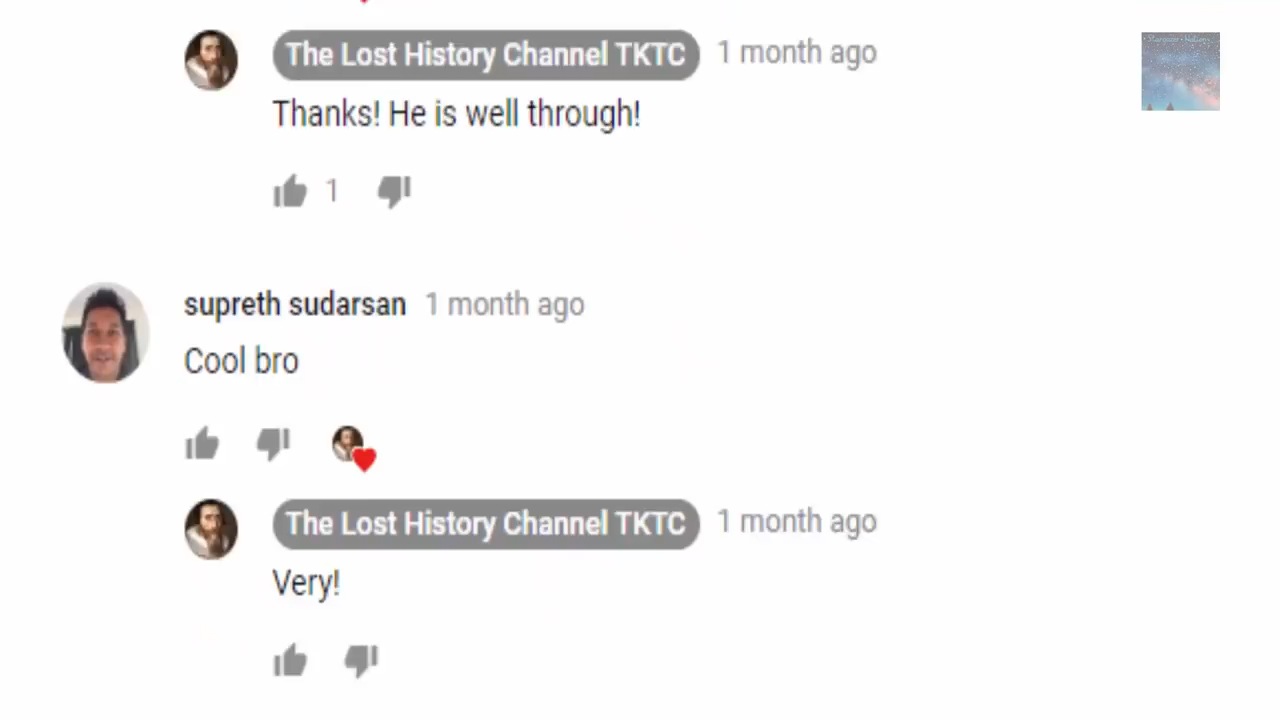 The Lost History Channel TKTC 1 month ago
Thanks! He is well through!
1
supreth sudarsan 1 month ago
Cool bro
The Lost History Channel TKTC 1 month ago
Very!